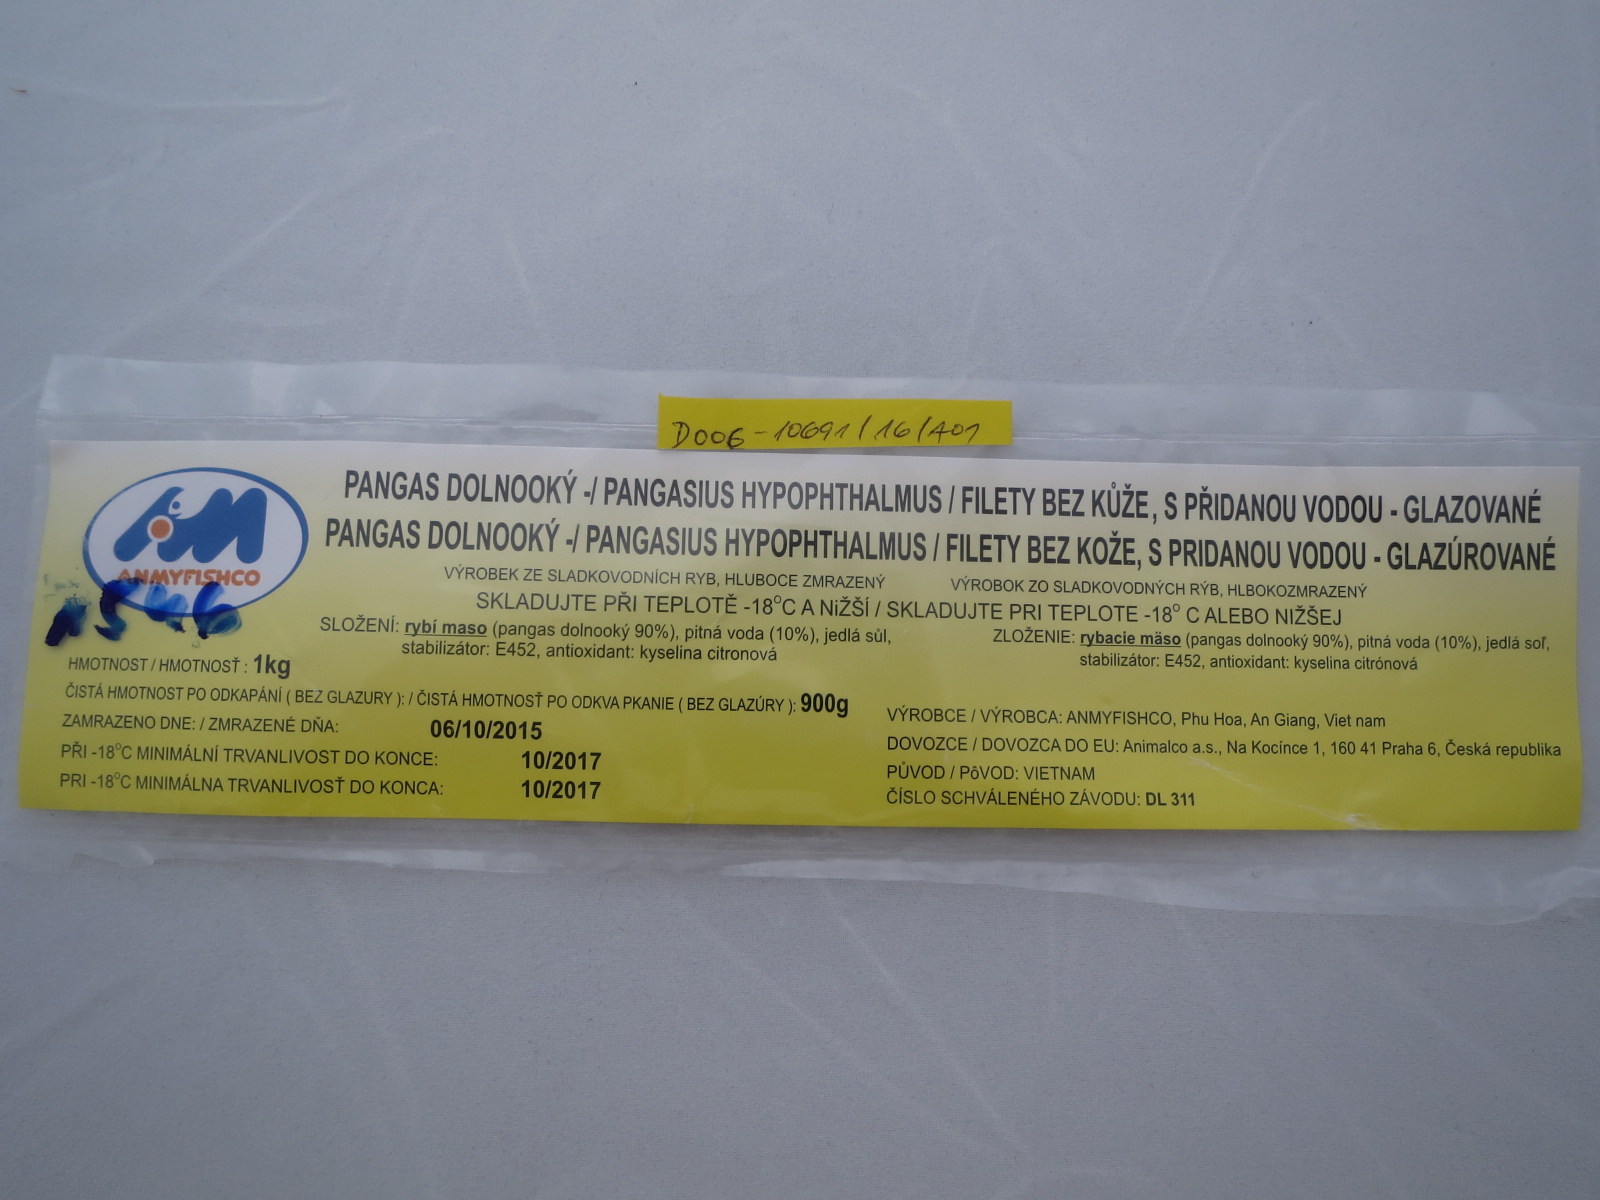 D006-10691/16/A01
PANGAS DOLNOOKÝ -/ PANGASIUS HYPOPHTHALMUS / FILETY BEZ KŮŽE, S PŘIDANOU VODOU - GLAZOVANÉ
PANGAS DOLNOOKÝ -/ PANGASIUS HYPOPHTHALMUS / FILETY BEZ KOŽE, S PRIDANOU VODOU - GLAZÚROVANÉ
ANMYFISHCO
VÝROBEK ZE SLADKOVODNÍCH RYB, HLUBOCE ZMRAZENÝ
VÝROBOK ZO SLADKOVODNÝCH RÝB, HLBOKOZMRAZENÝ
SKLADUJTE PŘI TEPLOTĚ -18°C A NiŽŠÍ / SKLADUJTE PRI TEPLOTE -18° C ALEBO NIŽŠEJ
SLOŽENÍ: rybí maso (pangas dolnooký 90%), pitná voda (10%), jedlá sůl,
stabilizátor: E452, antioxidant: kyselina citronová
ZLOŽENIE: rybacie mäso (pangas dolnooký 90%), pitná voda (10%), jedlá soľ,
stabilizátor: E452, antioxidant: kyselina citrónová
HMOTNOST / HMOTNOSŤ : 1kg
ČISTÁ HMOTNOST PO ODKAPÁNÍ ( BEZ GLAZURY ): / ČISTÁ HMOTNOSŤ PO ODKVA PKANIE ( BEZ GLAZÚRY ): 900g
ZAMRAZENO DNE: / ZMRAZENÉ DŇA: 06/10/2015
PŘI -18°C MINIMÁLNÍ TRVANLIVOST DO KONCE: 10/2017
PRI -18°C MINIMÁLNA TRVANLIVOSŤ DO KONCA: 10/2017
VÝROBCE / VÝROBCA: ANMYFISHCO, Phu Hoa, An Giang, Viet nam
DOVOZCE / DOVOZCA DO EU: Animalco a.s., Na Kocínce 1, 160 41 Praha 6, Česká republika
PŮVOD / PôVOD: VIETNAM
ČÍSLO SCHVÁLENÉHO ZÁVODU: DL 311